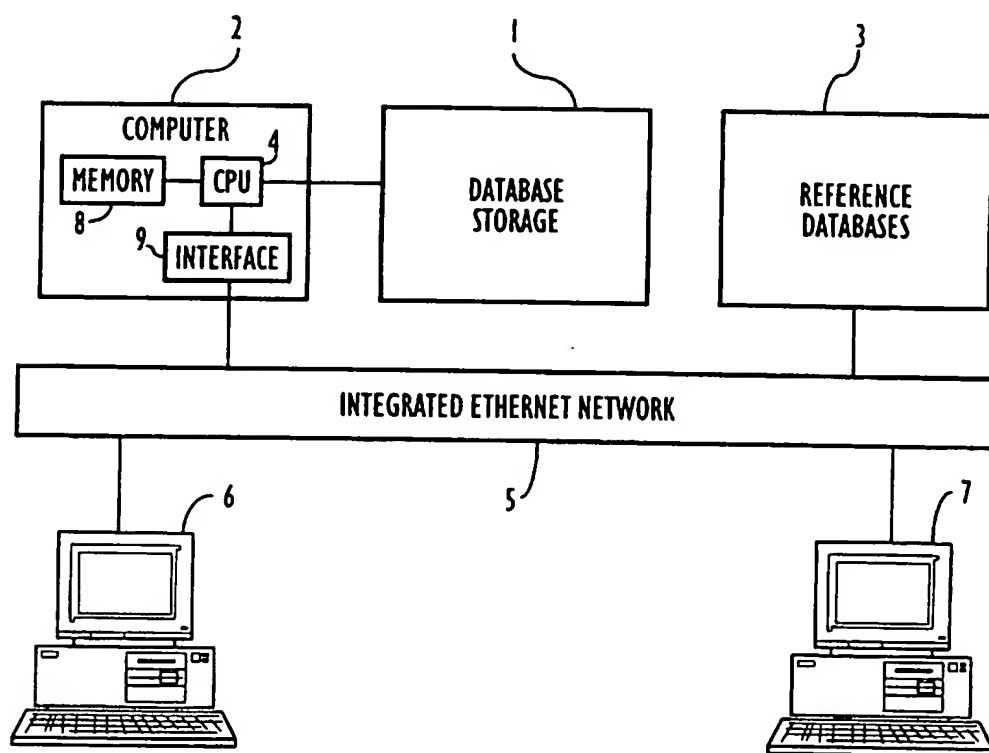 2
1
3
COMPUTER
4
MEMORY
CPU
8
9
INTERFACE
DATABASE
STORAGE
REFERENCE
DATABASES
INTEGRATED ETHERNET NETWORK
5
6
7